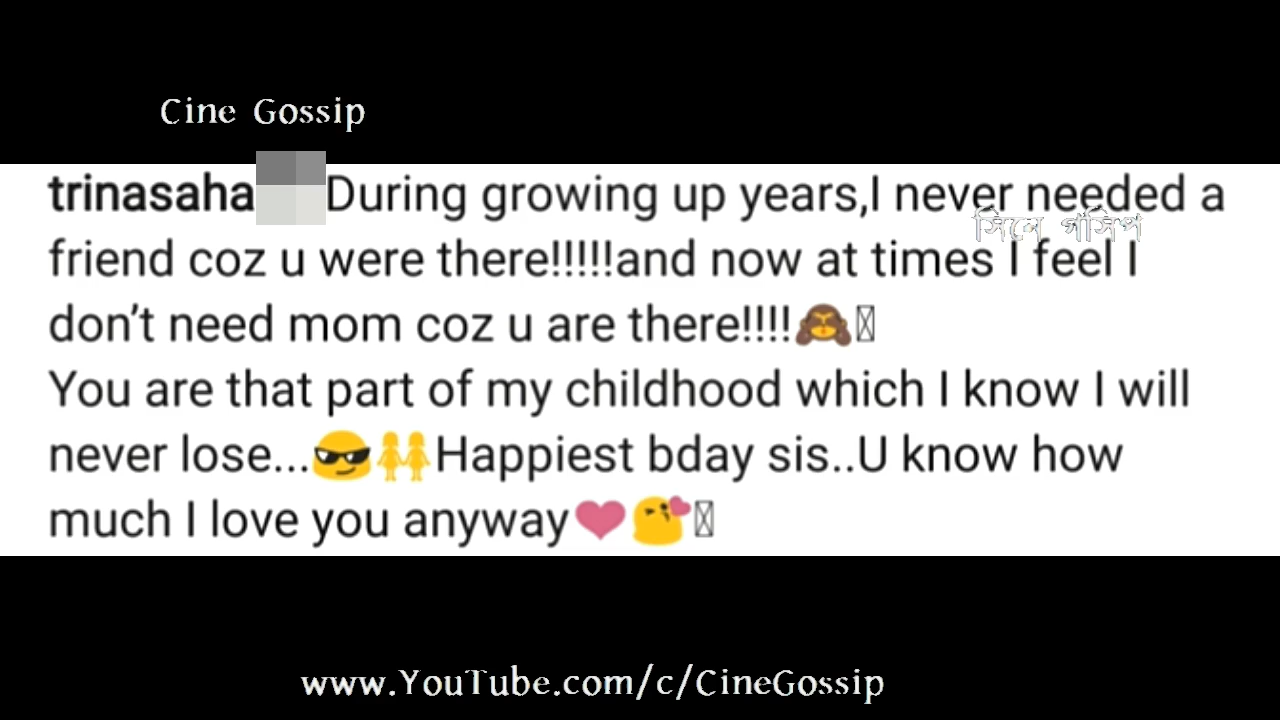 Cine Gossip
trinasaha During growing up years,I never needed a
সিনে গসিপ
friend coz u were there!!!!!and now at times I feel I
don't need mom coz u are there!!!!🙈
You are that part of my childhood which I know I will
never lose...😎👭Happiest bday sis..U know how
much I love you anyway❤😘
www.YouTube.com/c/CineGossip